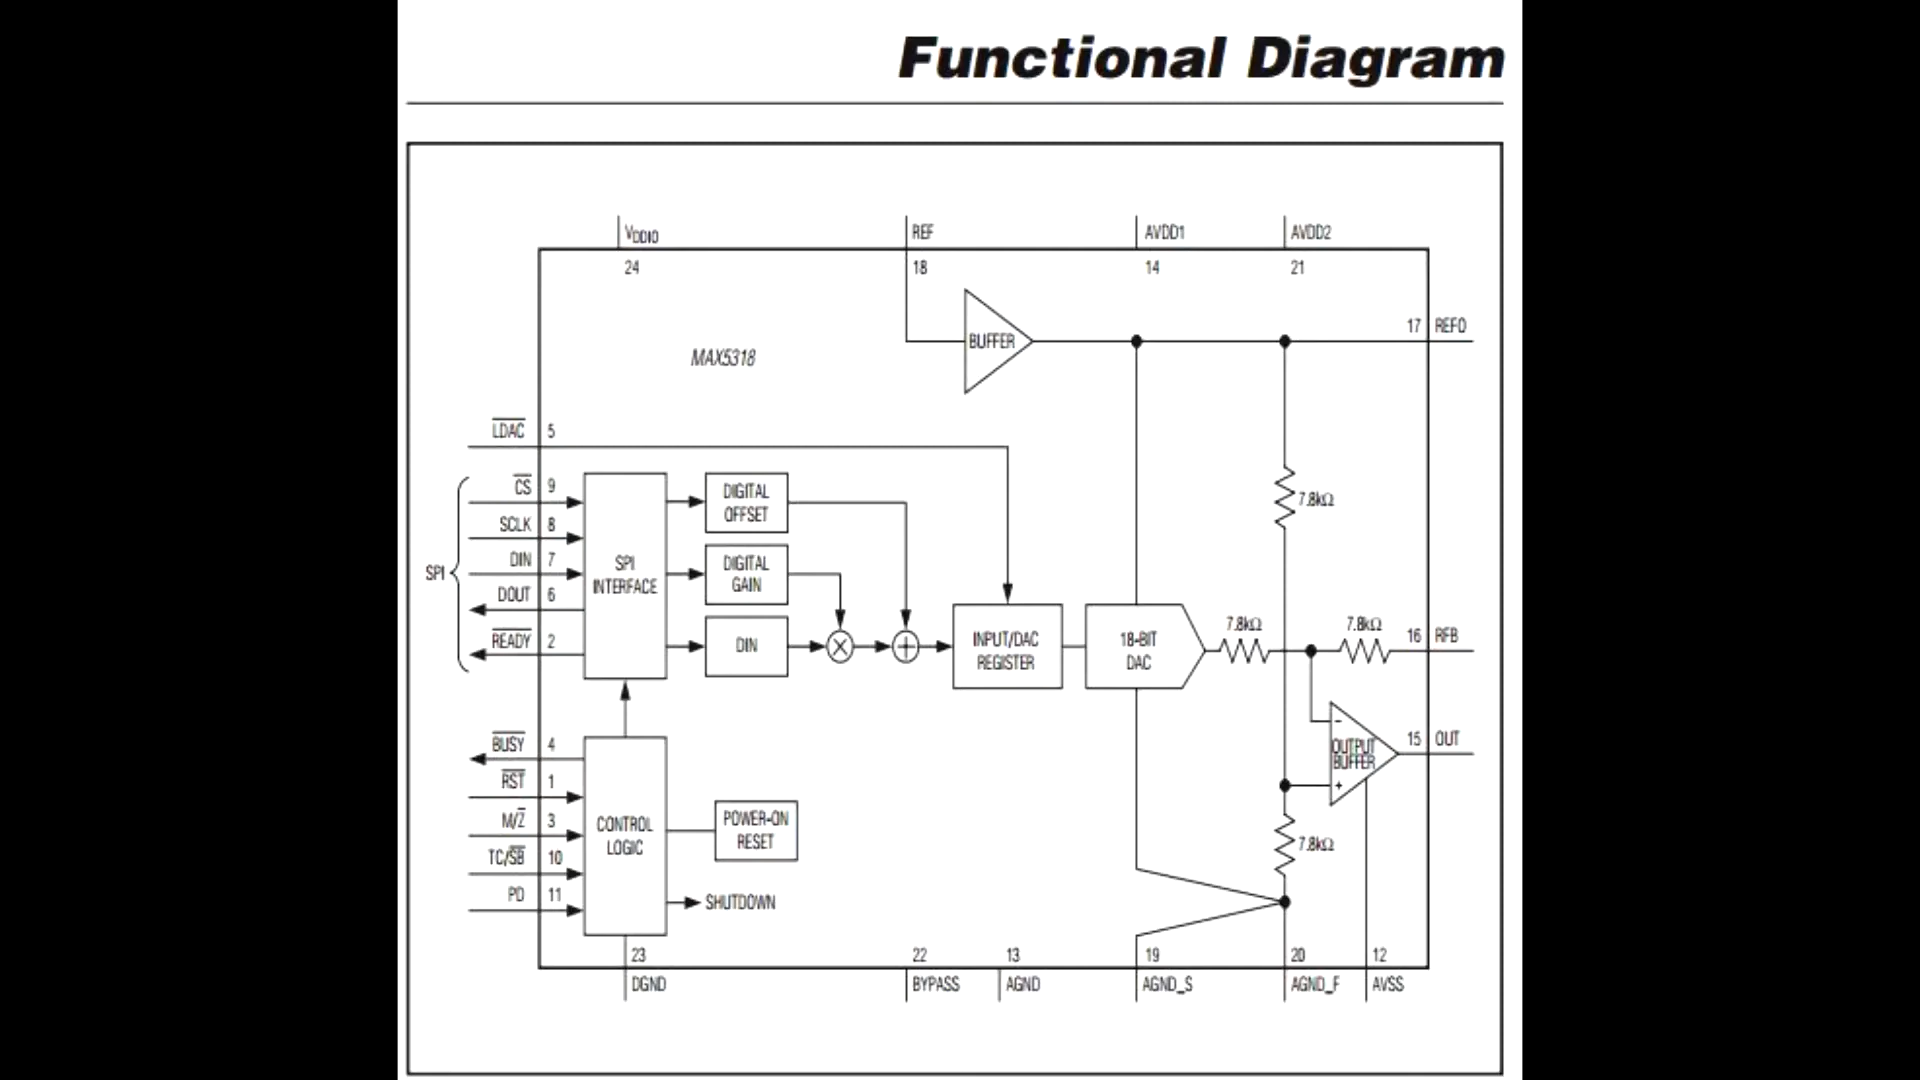 Functional Diagram
VDDIO
REF
AVDD1
AVDD2
24
18
14
21
17 REFO
BUFFER
MAX5318
LDAC 5
CS 9
SCLK 8
DIN 7
DOUT 6
READY 2
SPI
SPI
INTERFACE
DIGITAL
OFFSET
DIGITAL
GAIN
DIN
INPUT/DAC
REGISTER
18-BIT
DAC
7.8kΩ
7.8kΩ
7.8kΩ
16 RFB
-
OUTPUT
BUFFER
+
15 OUT
7.8kΩ
BUSY 4
RST 1
M/Z 3
TC/SB 10
PD 11
CONTROL
LOGIC
POWER-ON
RESET
SHUTDOWN
23
22
13
19
20
12
DGND
BYPASS
AGND
AGND_S
AGND_F
AVSS